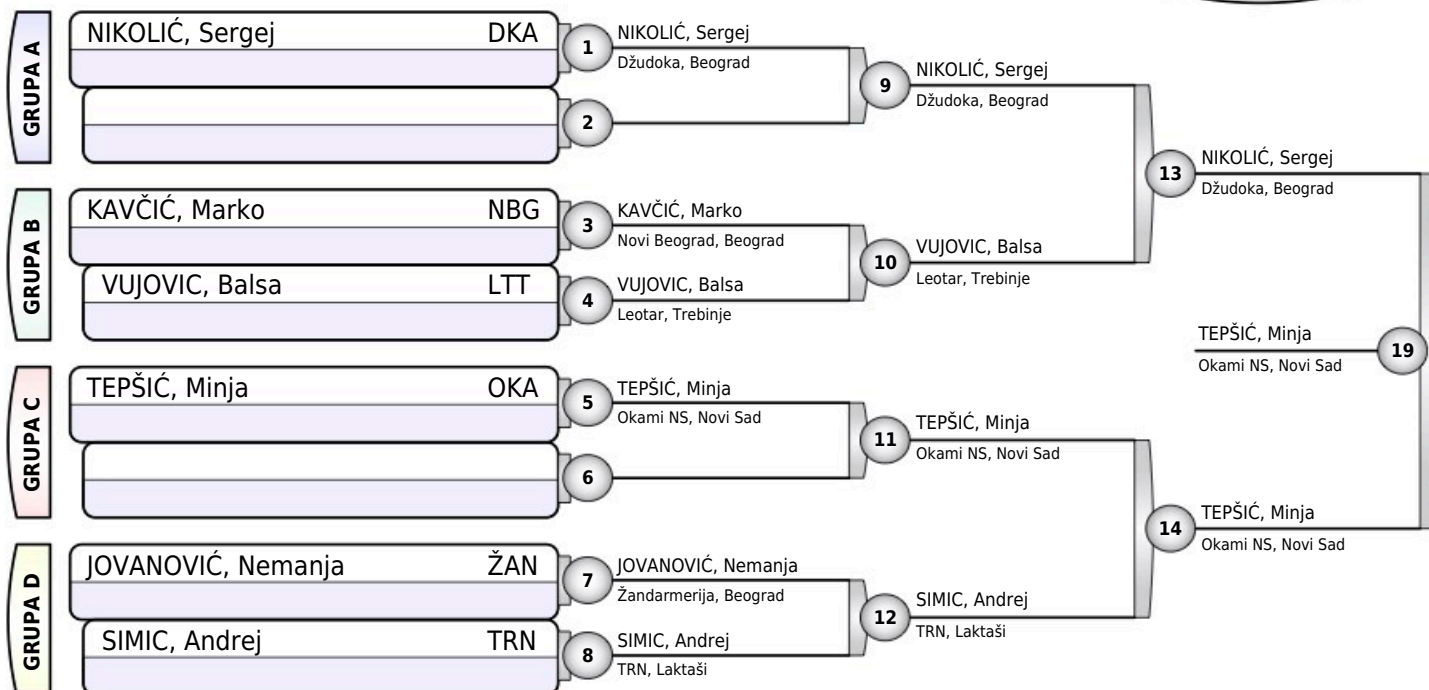 GRUPA A
NIKOLIĆ, Sergej DKA
1
NIKOLIĆ, Sergej
Džudoka, Beograd
2
9
NIKOLIĆ, Sergej
Džudoka, Beograd
GRUPA B
KAVČIĆ, Marko NBG
3
KAVČIĆ, Marko
Novi Beograd, Beograd
VUJOVIC, Balsa LTT
4
VUJOVIC, Balsa
Leotar, Trebinje
10
VUJOVIC, Balsa
Leotar, Trebinje
13
NIKOLIĆ, Sergej
Džudoka, Beograd
GRUPA C
TEPŠIĆ, Minja OKA
5
TEPŠIĆ, Minja
Okami NS, Novi Sad
6
11
TEPŠIĆ, Minja
Okami NS, Novi Sad
GRUPA D
JOVANOVIĆ, Nemanja ŽAN
7
JOVANOVIĆ, Nemanja
Žandarmerija, Beograd
SIMIC, Andrej TRN
8
SIMIC, Andrej
TRN, Laktaši
12
SIMIC, Andrej
TRN, Laktaši
14
TEPŠIĆ, Minja
Okami NS, Novi Sad
TEPŠIĆ, Minja
Okami NS, Novi Sad
19